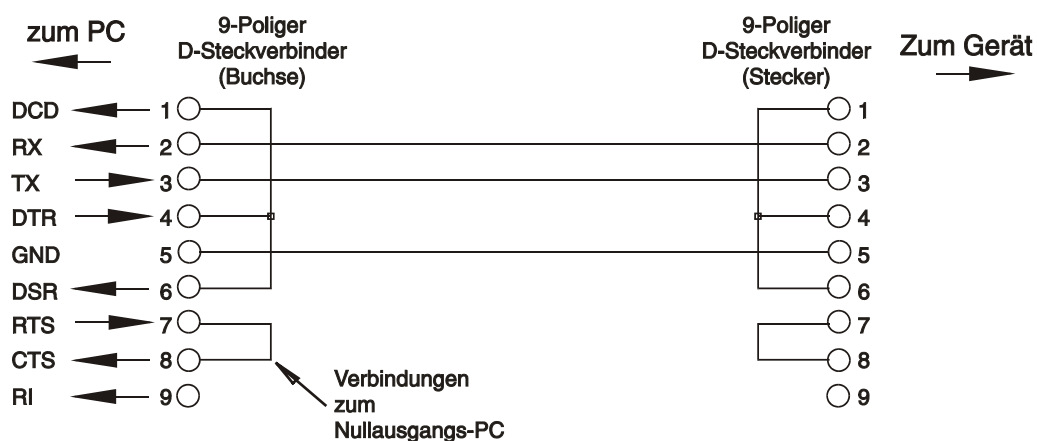 zum PC
9-Poliger
D-Steckverbinder
(Buchse)
9-Poliger
D-Steckverbinder
(Stecker)
Zum Gerät
DCD 1 1
RX 2 2
TX 3 3
DTR 4 4
GND 5 5
DSR 6 6
RTS 7 7
CTS 8 8
RI 9 9
Verbindungen
zum
Nullausgangs-PC